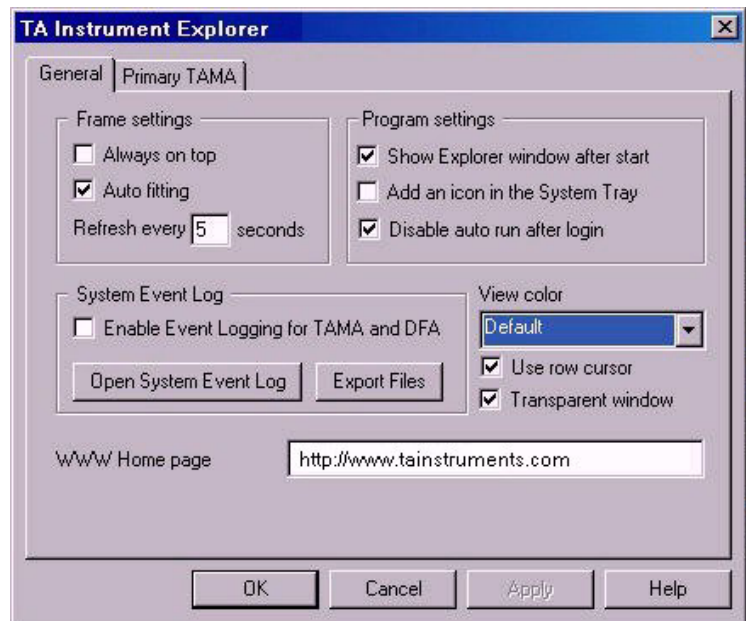 TA Instrument Explorer
General
Primary TAMA
Frame settings
Always on top
Auto fitting
Refresh every 5 seconds
Program settings
Show Explorer window after start
Add an icon in the System Tray
Disable auto run after login
System Event Log
Enable Event Logging for TAMA and DFA
Open System Event Log
Export Files
View color
Default
Use row cursor
Transparent window
WWW Home page
http://www.tainstruments.com
OK
Cancel
Apply
Help